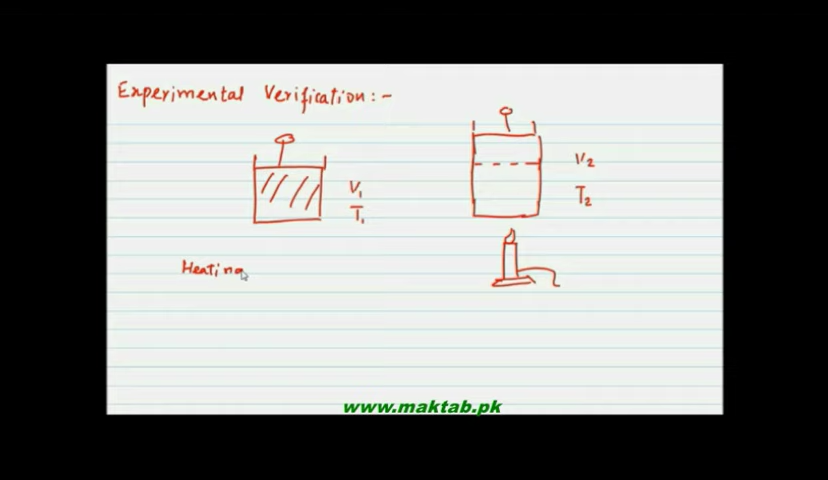 Experimental Verification:-
V1
T1
V2
T2
Heating
www.maktab.pk